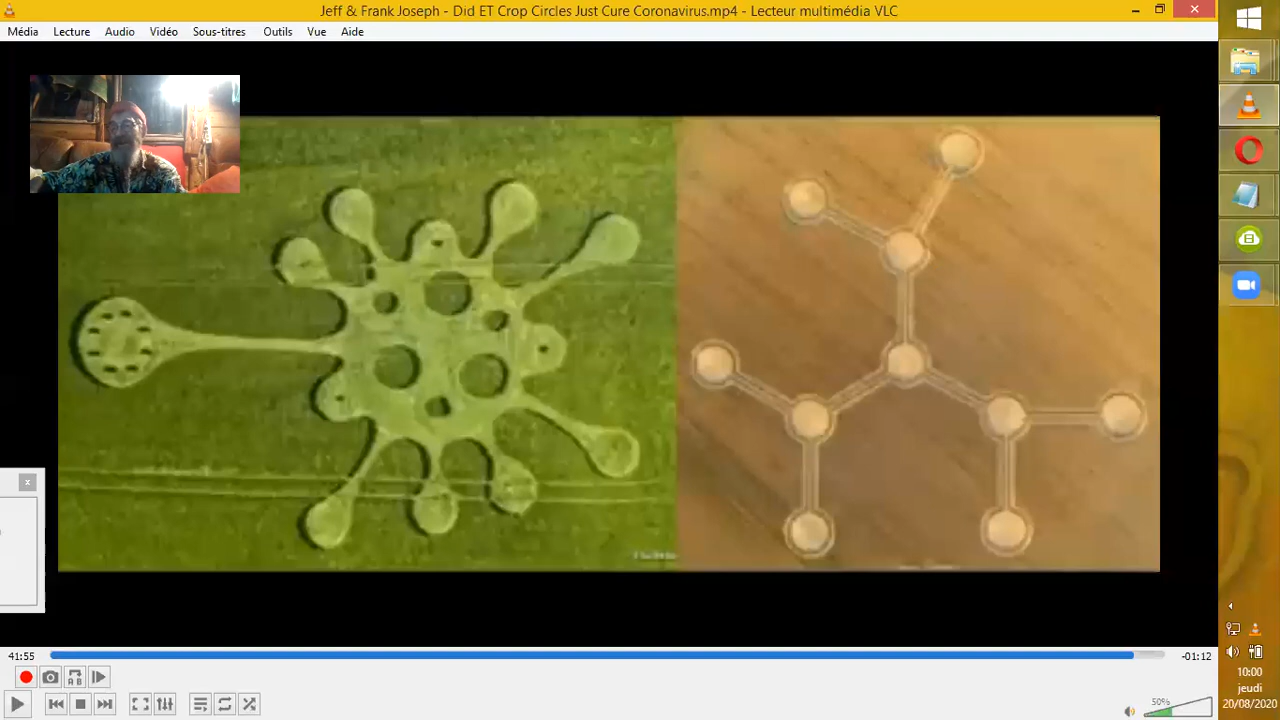 Jeff & Frank Joseph - Did ET Crop Circles Just Cure Coronavirus.mp4 - Lecteur multimédia VLC
Média Lecture Audio Vidéo Sous-titres Outils Vue Aide
x
41:55
-01:12
A B
50%
10:00
jeudi
20/08/2020